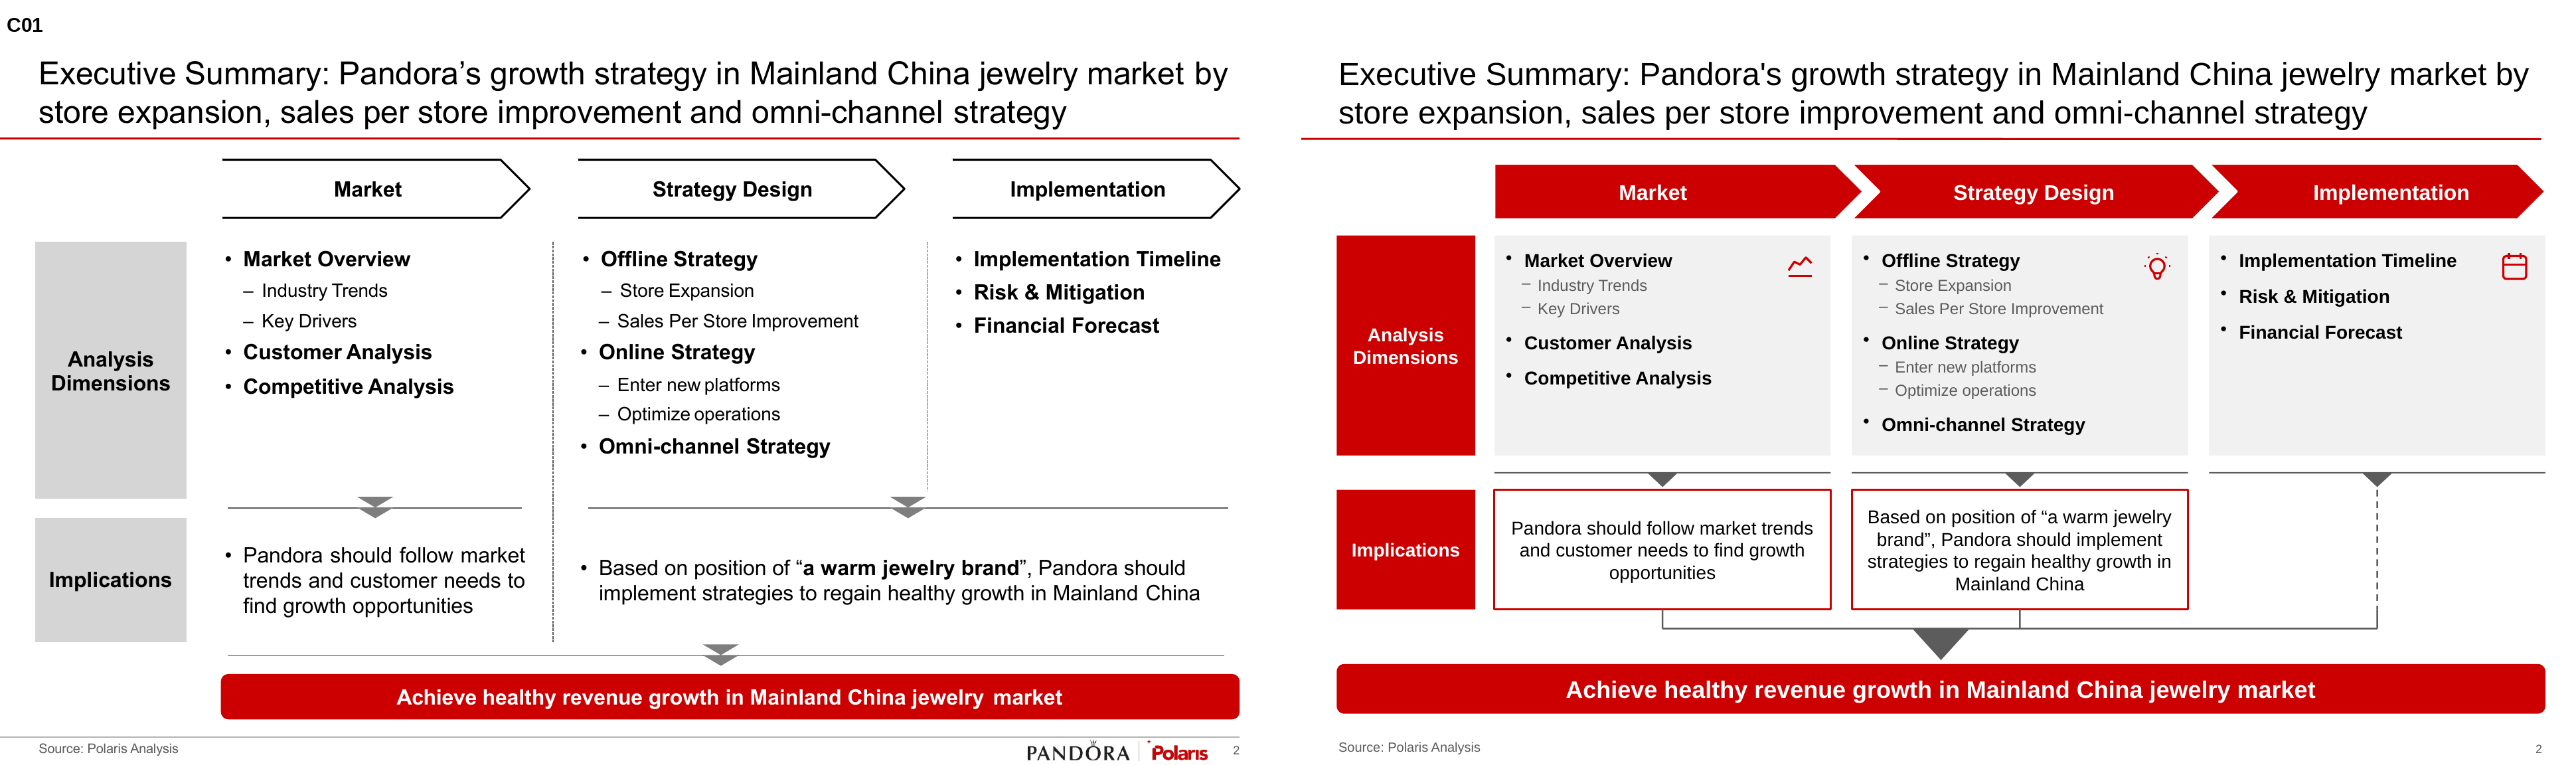 C01
Executive Summary: Pandora’s growth strategy in Mainland China jewelry market by
store expansion, sales per store improvement and omni-channel strategy
Market
Strategy Design
Implementation
Analysis
Dimensions
• Market Overview
– Industry Trends
– Key Drivers
• Customer Analysis
• Competitive Analysis
• Offline Strategy
– Store Expansion
– Sales Per Store Improvement
• Online Strategy
– Enter new platforms
– Optimize operations
• Omni-channel Strategy
• Implementation Timeline
• Risk & Mitigation
• Financial Forecast
Implications
• Pandora should follow market
trends and customer needs to
find growth opportunities
• Based on position of “a warm jewelry brand”, Pandora should
implement strategies to regain healthy growth in Mainland China
Achieve healthy revenue growth in Mainland China jewelry market
Source: Polaris Analysis
PANDORA
Polaris
2
Executive Summary: Pandora's growth strategy in Mainland China jewelry market by
store expansion, sales per store improvement and omni-channel strategy
Market
Strategy Design
Implementation
Analysis
Dimensions
• Market Overview
– Industry Trends
– Key Drivers
• Customer Analysis
• Competitive Analysis
• Offline Strategy
– Store Expansion
– Sales Per Store Improvement
• Online Strategy
– Enter new platforms
– Optimize operations
• Omni-channel Strategy
• Implementation Timeline
• Risk & Mitigation
• Financial Forecast
Implications
Pandora should follow market trends
and customer needs to find growth
opportunities
Based on position of “a warm jewelry
brand”, Pandora should implement
strategies to regain healthy growth in
Mainland China
Achieve healthy revenue growth in Mainland China jewelry market
Source: Polaris Analysis
2